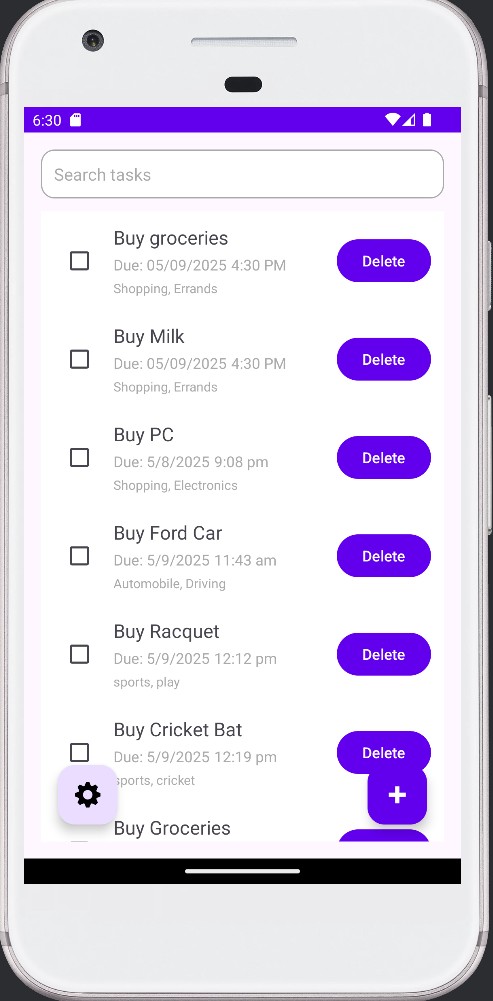 6:30
Search tasks
Buy groceries
Due: 05/09/2025 4:30 PM
Delete
Shopping, Errands
Buy Milk
Due: 05/09/2025 4:30 PM
Delete
Shopping, Errands
Buy PC
Due: 5/8/2025 9:08 pm
Delete
Shopping, Electronics
Buy Ford Car
Due: 5/9/2025 11:43 am
Delete
Automobile, Driving
Buy Racquet
Due: 5/9/2025 12:12 pm
Delete
sports, play
Buy Cricket Bat
Due: 5/9/2025 12:19 pm
Delete
sports, cricket
+
Buy Groceries